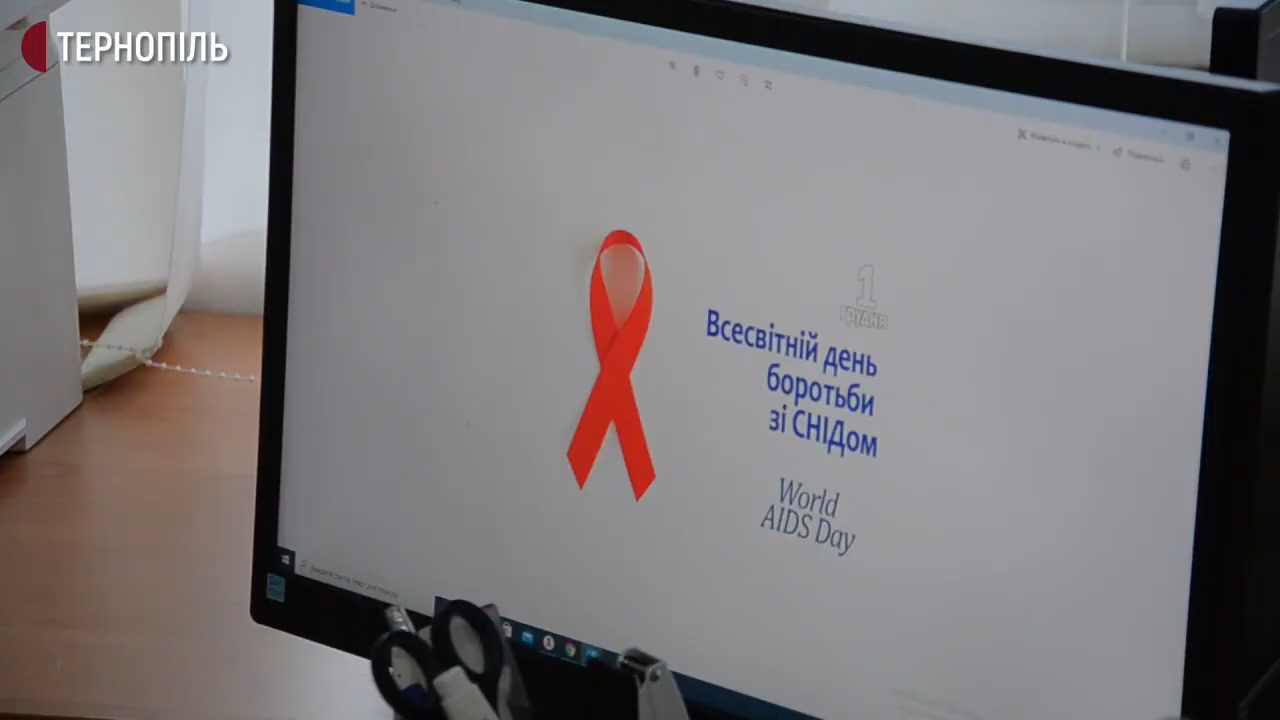 ТЕРНОПІЛЬ
1
ГРУДНЯ
Всесвітній день
боротьби
зі СНІДом
World
AIDS Day